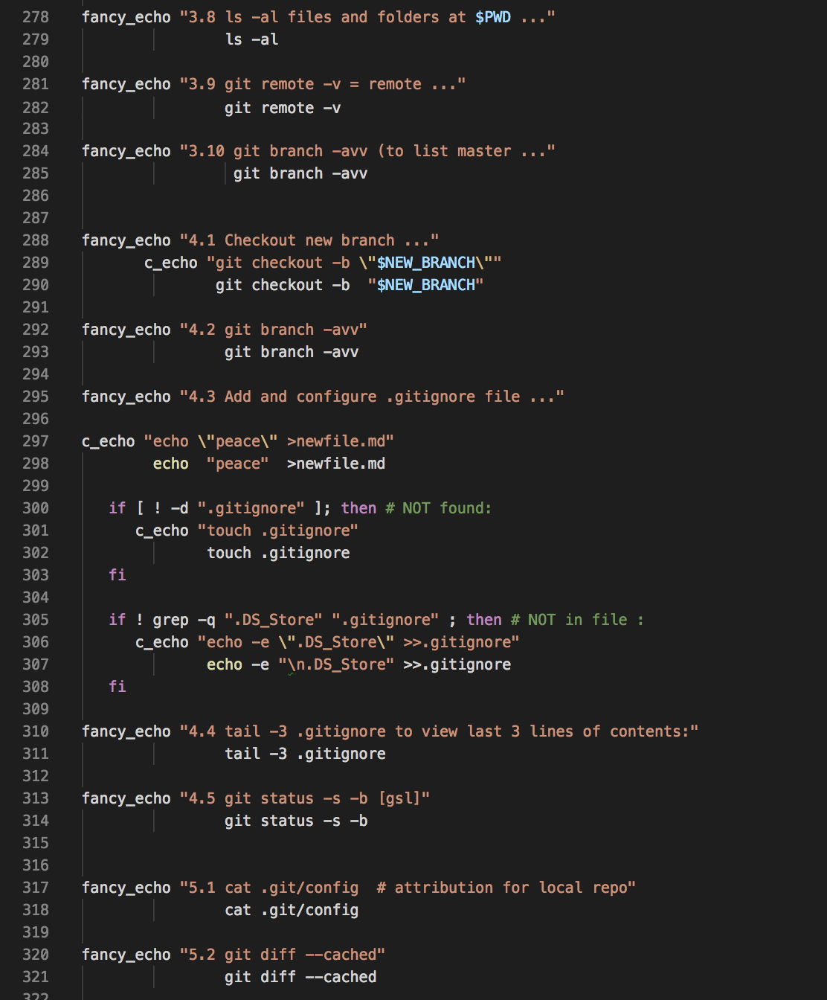 278 fancy_echo "3.8 ls -al files and folders at $PWD ..."
279 ls -al
280
281 fancy_echo "3.9 git remote -v = remote ..."
282 git remote -v
283
284 fancy_echo "3.10 git branch -avv (to list master ..."
285 git branch -avv
286
287
288 fancy_echo "4.1 Checkout new branch ..."
289 c_echo "git checkout -b \"$NEW_BRANCH\""
290 git checkout -b  "$NEW_BRANCH"
291
292 fancy_echo "4.2 git branch -avv"
293 git branch -avv
294
295 fancy_echo "4.3 Add and configure .gitignore file ..."
296
297 c_echo "echo \"peace\" >newfile.md"
298 echo  "peace"  >newfile.md
299
300 if [ ! -d ".gitignore" ]; then # NOT found:
301 c_echo "touch .gitignore"
302 touch .gitignore
303 fi
304
305 if ! grep -q ".DS_Store" ".gitignore" ; then # NOT in file :
306 c_echo "echo -e \".DS_Store\" >>.gitignore"
307 echo -e "\n.DS_Store" >>.gitignore
308 fi
309
310 fancy_echo "4.4 tail -3 .gitignore to view last 3 lines of contents:"
311 tail -3 .gitignore
312
313 fancy_echo "4.5 git status -s -b [gsl]"
314 git status -s -b
315
316
317 fancy_echo "5.1 cat .git/config  # attribution for local repo"
318 cat .git/config
319
320 fancy_echo "5.2 git diff --cached"
321 git diff --cached
322